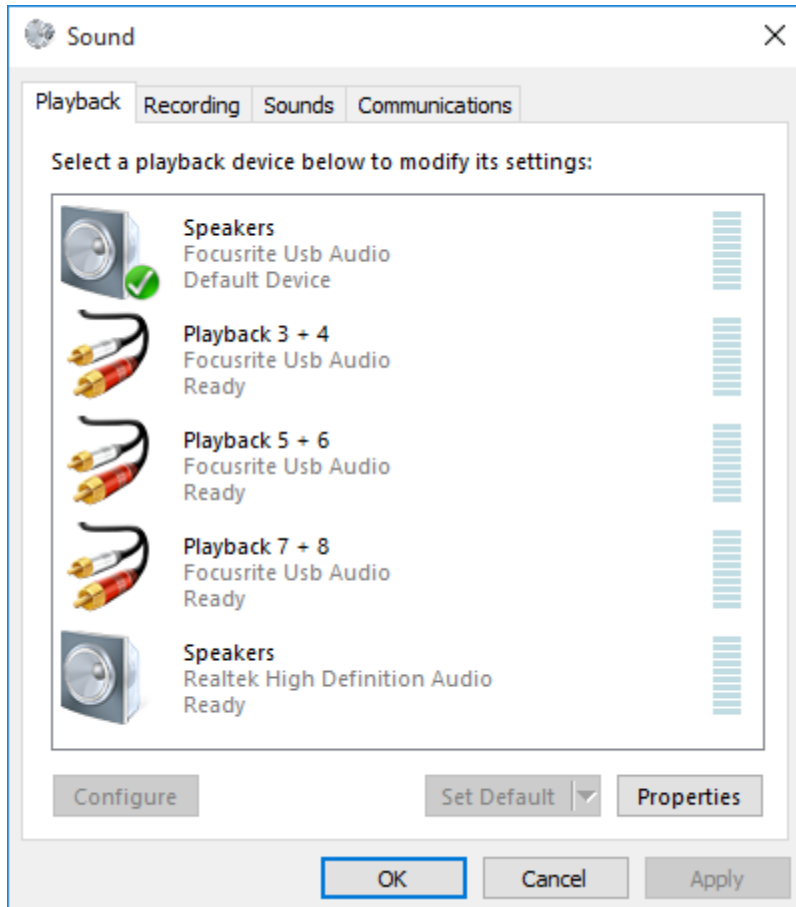 Sound
Playback Recording Sounds Communications
Select a playback device below to modify its settings:
Speakers
Focusrite Usb Audio
Default Device
Playback 3 + 4
Focusrite Usb Audio
Ready
Playback 5 + 6
Focusrite Usb Audio
Ready
Playback 7 + 8
Focusrite Usb Audio
Ready
Speakers
Realtek High Definition Audio
Ready
Configure Set Default Properties
OK Cancel Apply